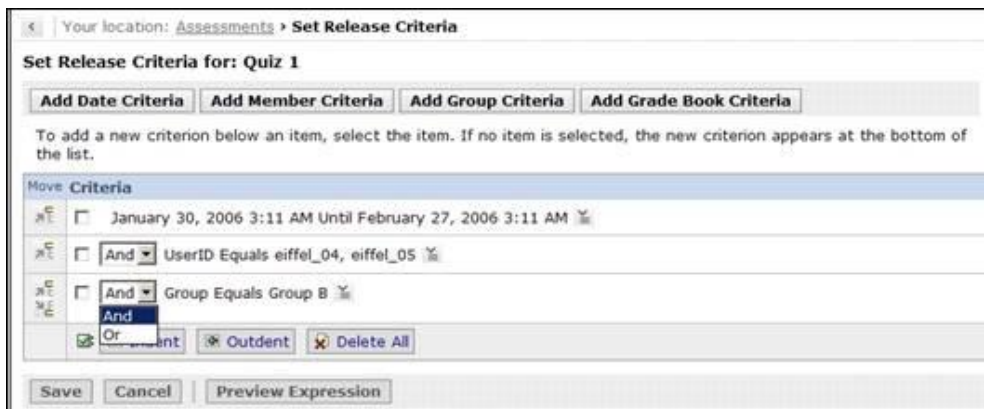 Your location: Assessments › Set Release Criteria
Set Release Criteria for: Quiz 1
Add Date Criteria Add Member Criteria Add Group Criteria Add Grade Book Criteria
To add a new criterion below an item, select the item. If no item is selected, the new criterion appears at the bottom of
the list.
Move Criteria
January 30, 2006 3:11 AM Until February 27, 2006 3:11 AM
And UserID Equals eiffel_04, eiffel_05
And Group Equals Group B
And
Or
Outdent Delete All
Save Cancel Preview Expression